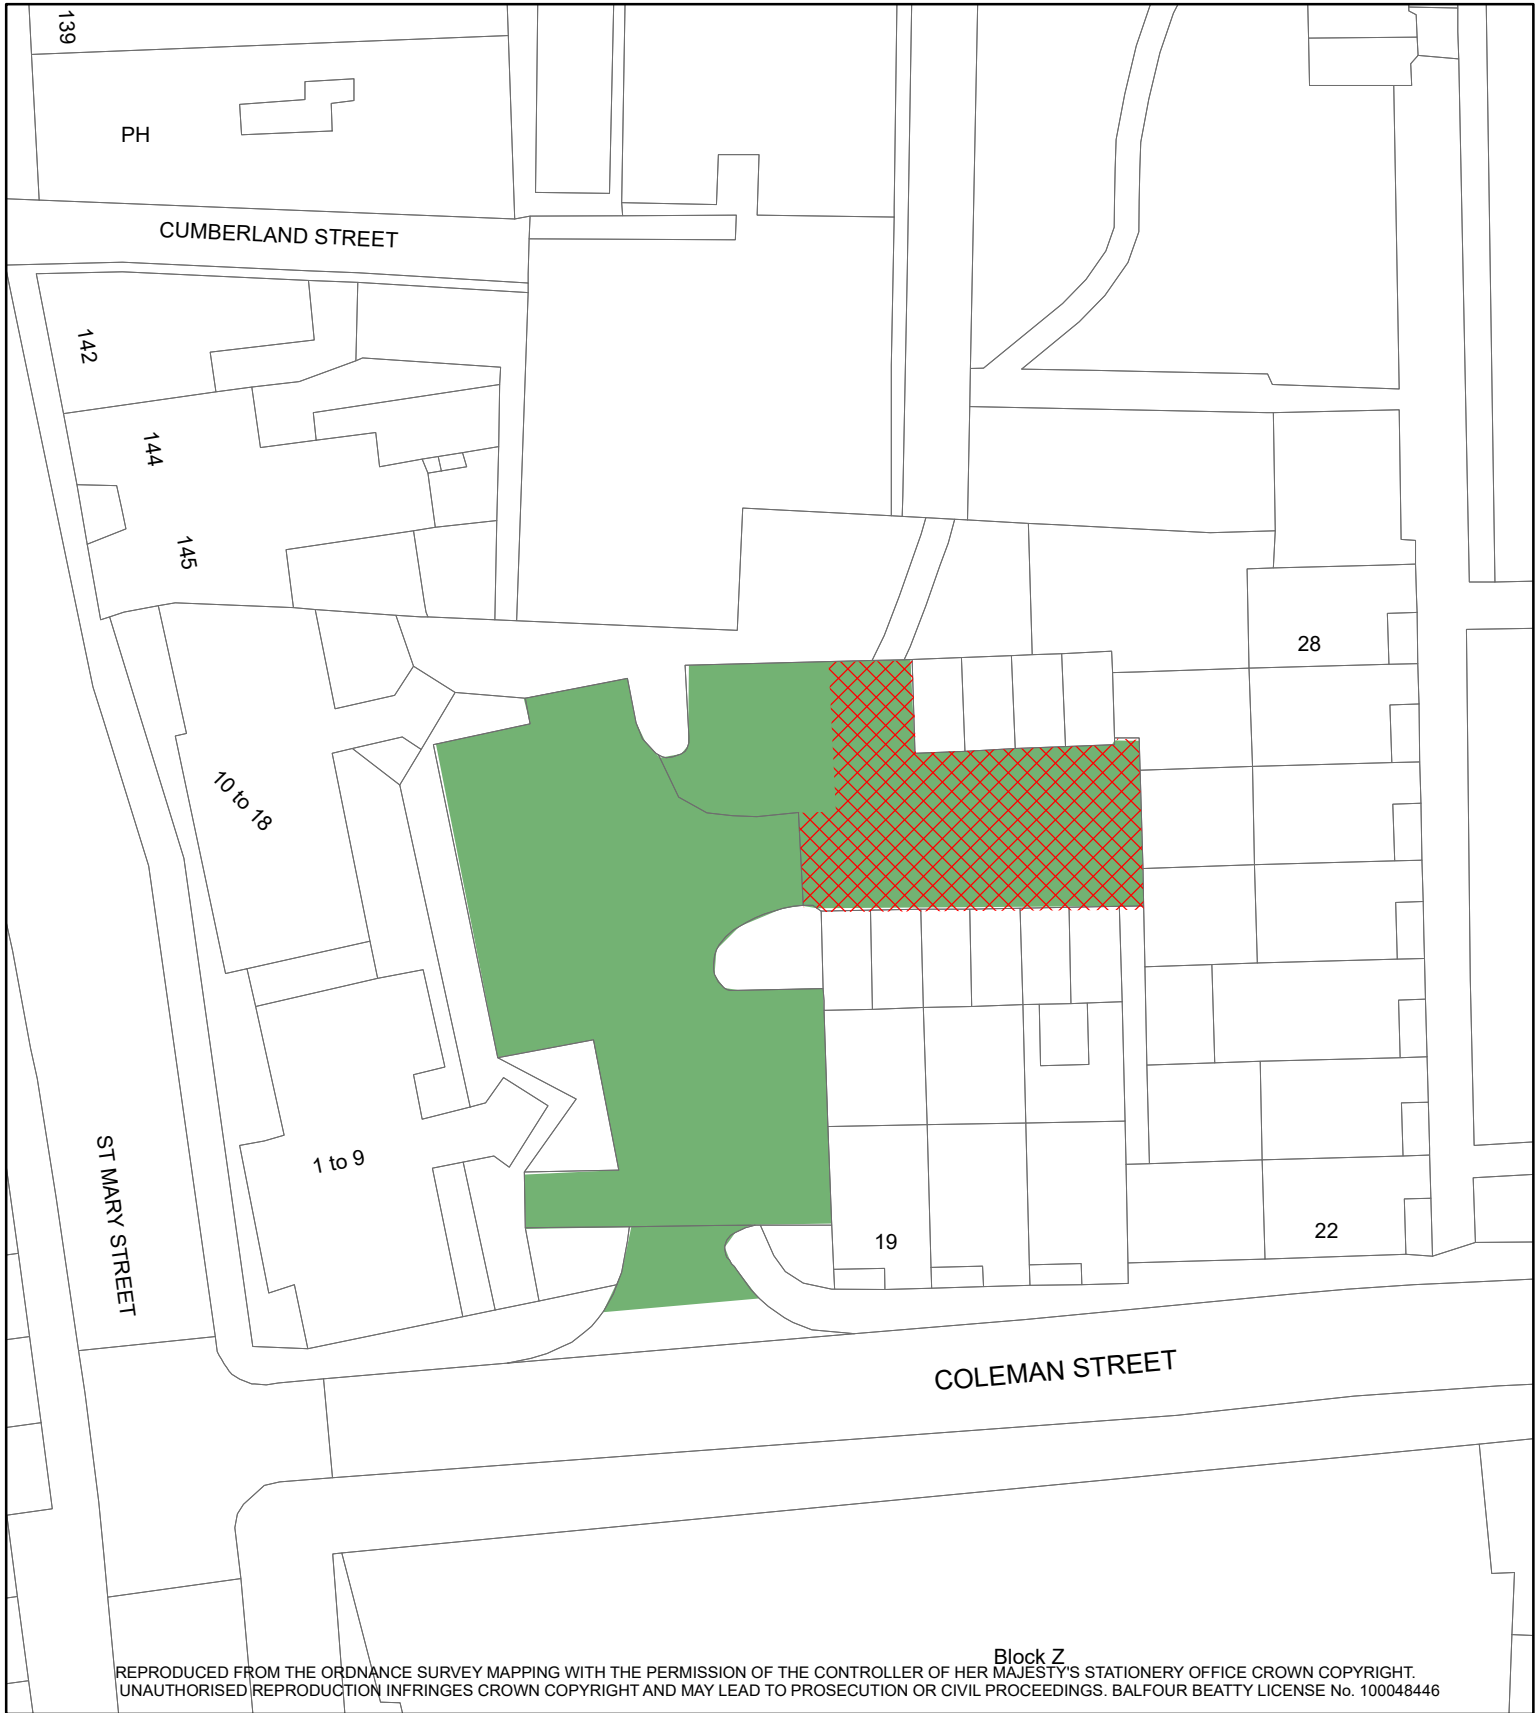 139
PH
CUMBERLAND STREET
142
144
145
28
10 to 18
1 to 9
ST MARY STREET
19
22
COLEMAN STREET
Block Z
REPRODUCED FROM THE ORDNANCE SURVEY MAPPING WITH THE PERMISSION OF THE CONTROLLER OF HER MAJESTY'S STATIONERY OFFICE CROWN COPYRIGHT.
UNAUTHORISED REPRODUCTION INFRINGES CROWN COPYRIGHT AND MAY LEAD TO PROSECUTION OR CIVIL PROCEEDINGS. BALFOUR BEATTY LICENSE No. 100048446